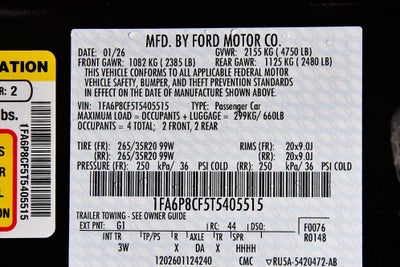 MFD. BY FORD MOTOR CO.
DATE: 01/26 GVWR: 2155 KG ( 4750 LB)
FRONT GAWR: 1082 KG ( 2385 LB) REAR GAWR: 1125 KG ( 2480 LB)
THIS VEHICLE CONFORMS TO ALL APPLICABLE FEDERAL MOTOR
VEHICLE SAFETY, BUMPER, AND THEFT PREVENTION STANDARDS
IN EFFECT ON THE DATE OF MANUFACTURE SHOWN ABOVE.
VIN: 1FA6P8CF5T5405515 TYPE: Passenger Car
MAXIMUM LOAD = OCCUPANTS + LUGGAGE = 299KG/ 660LB
OCCUPANTS = 4 TOTAL; 2 FRONT, 2 REAR
TIRE (FR): 265/35R20 99W RIMS (FR): 20x9.0J
(RR): 265/35R20 99W (RR): 20x9.0J
PRESSURE (FR): 250 KPA/ 36 PSI COLD (RR): 250 KPA/ 36 PSI COLD
1FA6P8CF5T5405515
TRAILER TOWING - SEE OWNER GUIDE
EXT PNT: G1 RC: 44 DSO: F0076
R0148
INT TR TP/PS R AXLE TR SPR
3W X DA X HHHH
1202601124240 CMC RU5A-5420472-AB
ATION
R: 2
bs.
1FA6P8CF5T5405515